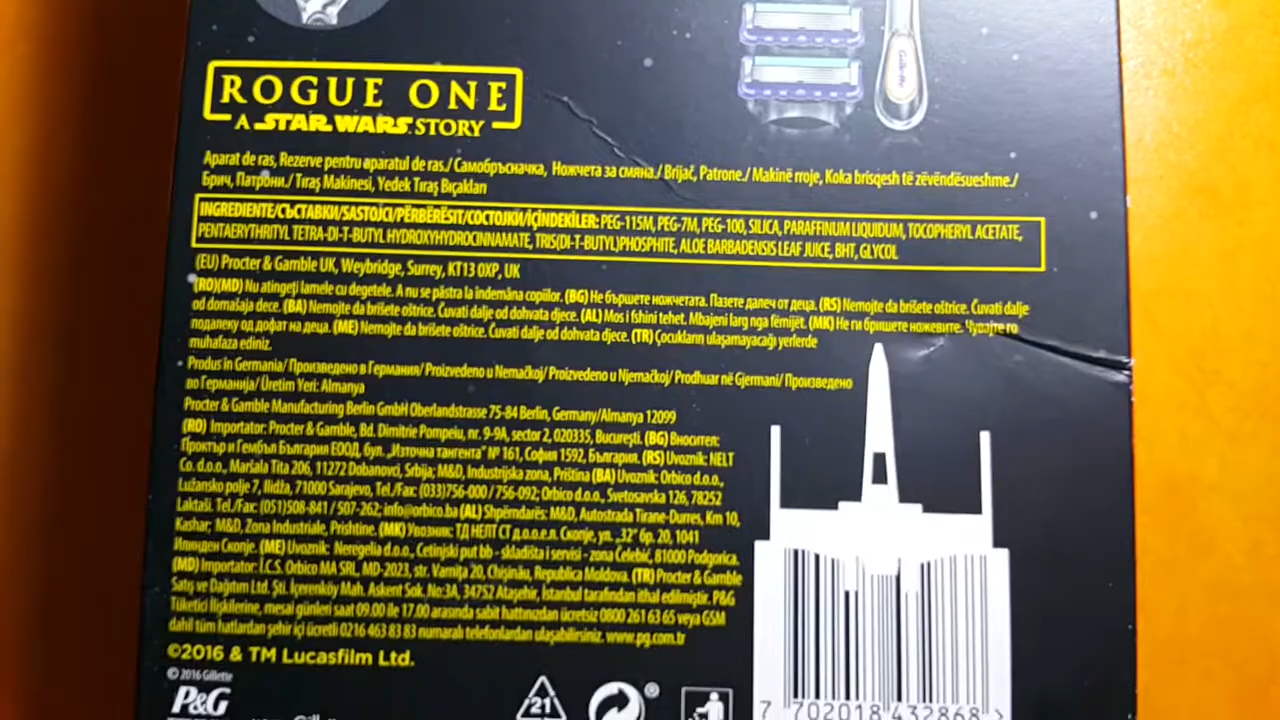 Gillette
ROGUE ONE
A STAR WARS STORY
Aparat de ras, Rezerve pentru aparatul de ras./ Самобръсначка, Ножчета за смяна./ Brijač, Patrone./ Makinë rroje, Koka brisqesh të zëvëndësueshme./
Брич, Патрони./ Tıraş Makinesi, Yedek Tıraş Bıçakları
INGREDIENTE/СЪСТАВКИ/SASTOJCI/PËRBËRËSIT/СОСТОЈКИ/İÇİNDEKİLER: PEG-115M, PEG-7M, PEG-100, SILICA, PARAFFINUM LIQUIDUM, TOCOPHERYL ACETATE,
PENTAERYTHRITYL TETRA-DI-T-BUTYL HYDROXYHYDROCINNAMATE, TRIS(DI-T-BUTYL)PHOSPHITE, ALOE BARBADENSIS LEAF JUICE, BHT, GLYCOL
(EU) Procter & Gamble UK, Weybridge, Surrey, KT13 0XP, UK
(RO)(MD) Nu atingeţi lamele cu degetele. A nu se păstra la îndemâna copiilor. (BG) Не бършете ножчетата. Пазете далеч от деца. (RS) Nemojte da brišete oštrice. Čuvati dalje
od domašaja dece. (BA) Nemojte da brišete oštrice. Čuvati dalje od dohvata djece. (AL) Mos i fshini tehet. Mbajeni larg nga fëmijët. (MK) Не ги бришете ножевите. Чувајте го
подалеку од дофат на деца. (ME) Nemojte da brišete oštrice. Čuvati dalje od dohvata djece. (TR) Çocukların ulaşamayacağı yerlerde
muhafaza ediniz.
Produs in Germania/ Произведено в Германия/ Proizvedeno u Nemačkoj/ Proizvedeno u Njemačkoj/ Prodhuar në Gjermani/ Произведено
во Германија/ Üretim Yeri: Almanya
Procter & Gamble Manufacturing Berlin GmbH Oberlandstrasse 75-84 Berlin, Germany/Almanya 12099
(RO) Importator: Procter & Gamble, Bd. Dimitrie Pompeiu, nr. 9-9A, sector 2, 020335, Bucureşti. (BG) Вносител:
Проктър и Гембъл България ЕООД, бул. „Източна тангента" № 161, София 1592, България. (RS) Uvoznik: NELT
Co. d.o.o., Maršala Tita 206, 11272 Dobanovci, Srbija; M&D, Industrijska zona, Priština (BA) Uvoznik: Orbico d.o.o.,
Lužansko polje 7, Ilidža, 71000 Sarajevo, Tel./Fax: (033)756-000 / 756-092; Orbico d.o.o., Svetosavska 126, 78252
Laktaši. Tel./Fax: (051)508-841 / 507-262; info@orbico.ba (AL) Shpërndarës: M&D, Autostrada Tirane-Durres, Km 10,
Kashar; M&D, Zona Industriale, Prishtine. (MK) Увозник: ТД НЕЛТ СТ д.о.о.е.л. Скопје, ул. „32" бр. 20, 1041
Илинден Скопје. (ME) Uvoznik: Neregelia d.o.o., Cetinjski put bb - skladišta i servisi - zona Čelebić, 81000 Podgorica.
(MD) Importator: Î.C.S. Orbico MA SRL, MD-2023, str. Varniţa 20, Chişinău, Republica Moldova. (TR) Procter & Gamble
Satış ve Dağıtım Ltd. Şti. İçerenköy Mah. Askent Sok. No:3A, 34752 Ataşehir, İstanbul tarafından ithal edilmiştir. P&G
Tüketici İlişkilerine, mesai günleri saat 09.00 ile 17.00 arasında sabit hattınızdan ücretsiz 0800 261 63 65 veya GSM
dahil tüm hatlardan şehir içi ücretli 0216 463 83 83 numaralı telefonlardan ulaşabilirsiniz. www.pg.com.tr
©2016 & TM Lucasfilm Ltd.
© 2016 Gillette
P&G
21
®
7 702018 432868 >